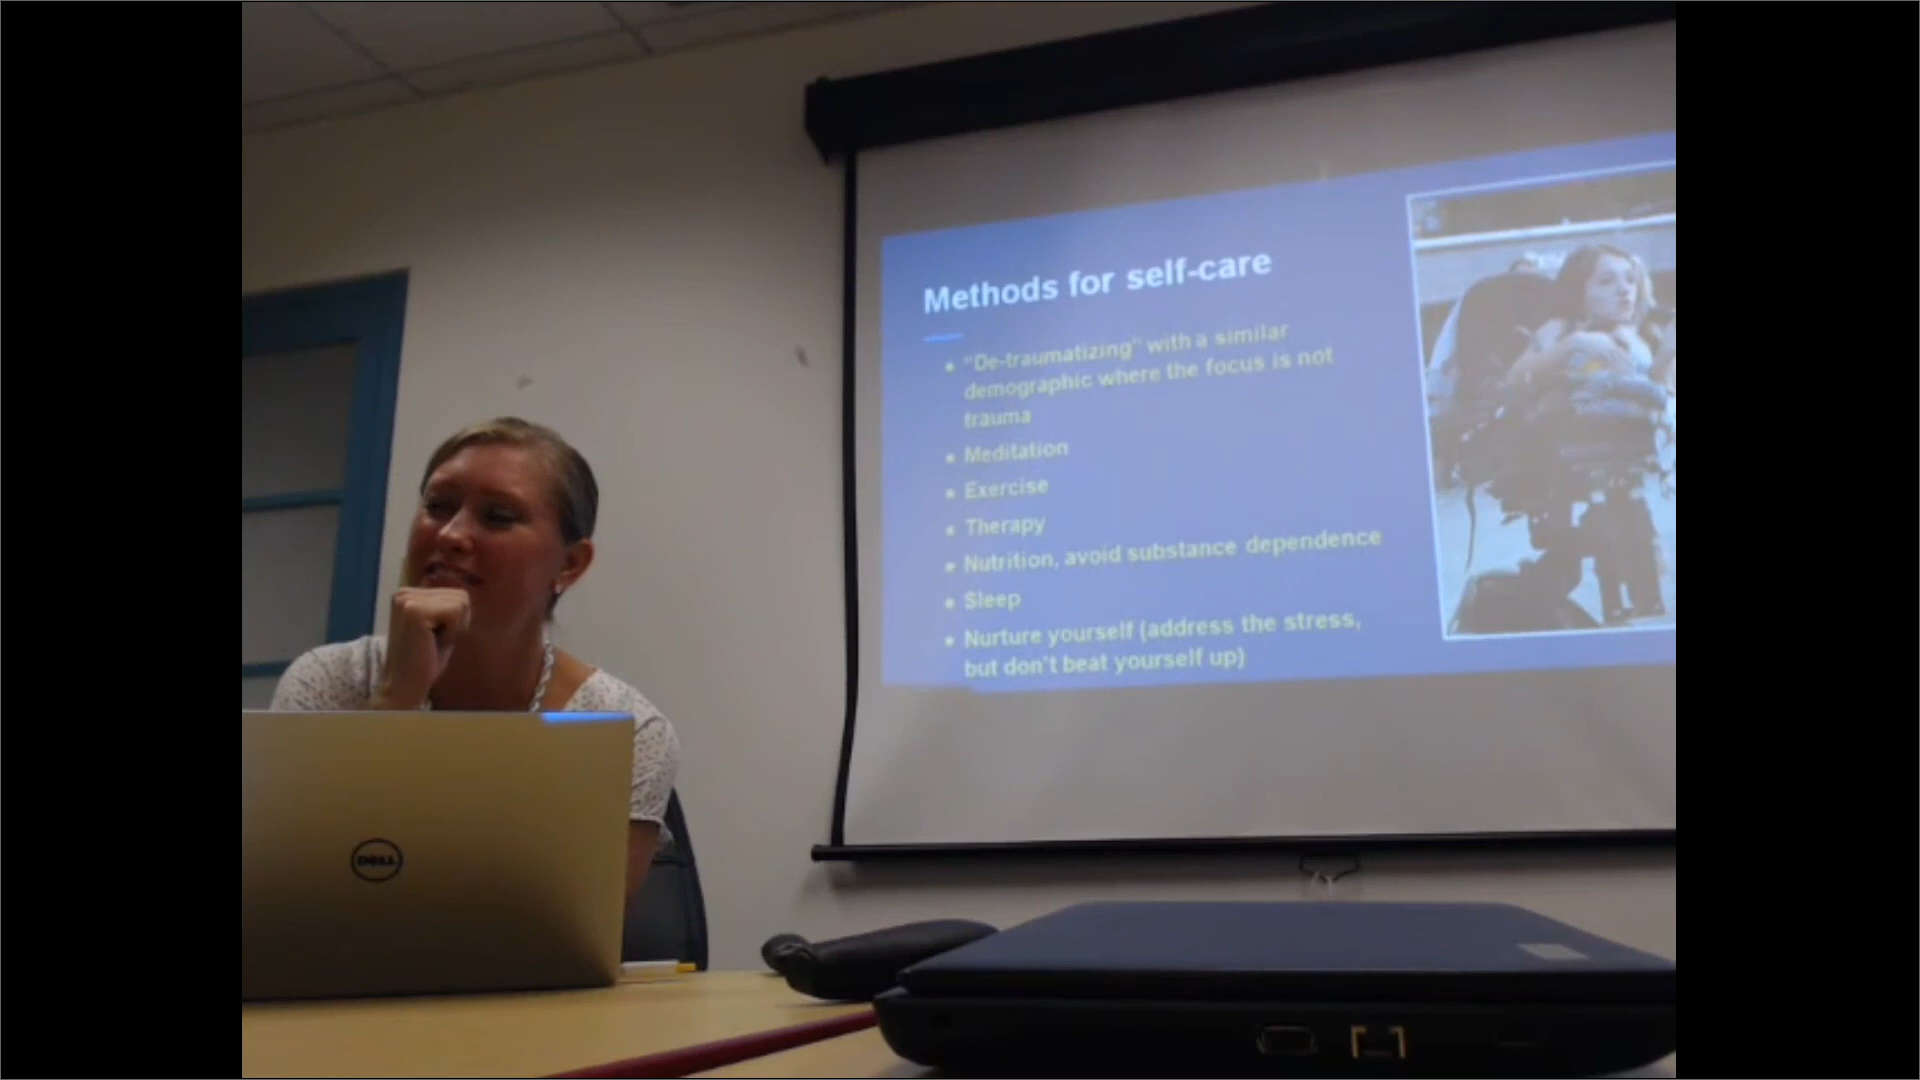 Methods for self-care
• "De-traumatizing" with a similar
demographic where the focus is not
trauma
• Meditation
• Exercise
• Therapy
• Nutrition, avoid substance dependence
• Sleep
• Nurture yourself (address the stress,
but don't beat yourself up)
DELL